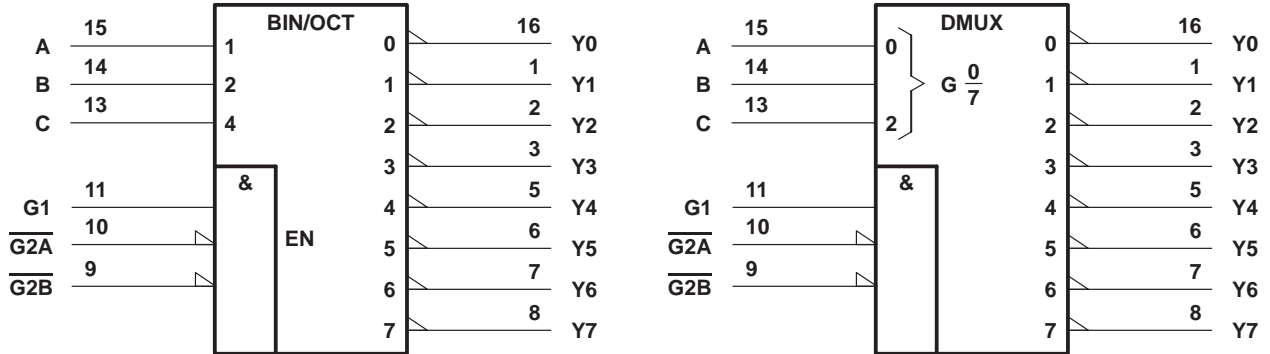 BIN/OCT
A 15 1 0 16 Y0
B 14 2 1 1 Y1
C 13 4 2 2 Y2
3 3 Y3
&
G1 11 4 5 Y4
G2A 10 EN 5 6 Y5
G2B 9 6 7 Y6
7 8 Y7
DMUX
A 15 0 0 16 Y0
B 14 G 0/7 1 1 Y1
C 13 2 2 2 Y2
3 3 Y3
&
G1 11 4 5 Y4
G2A 10 5 6 Y5
G2B 9 6 7 Y6
7 8 Y7